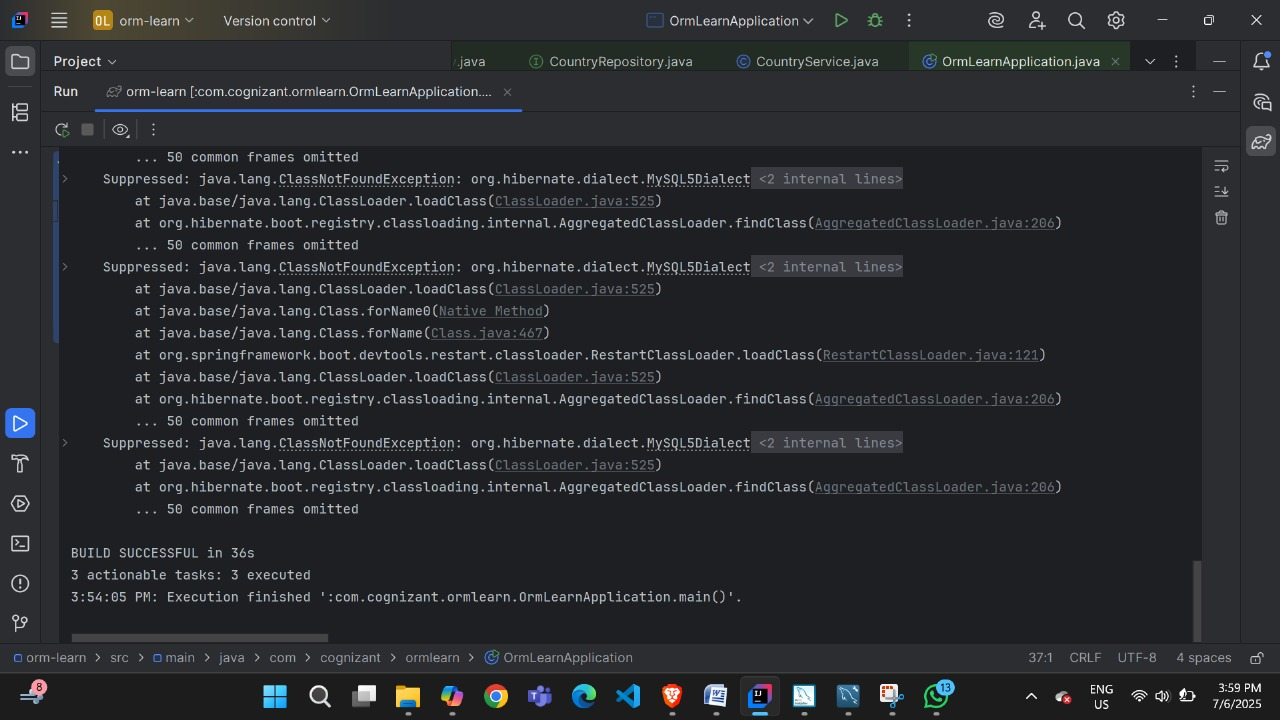 OL orm-learn Version control OrmLearnApplication
Project .java CountryRepository.java CountryService.java OrmLearnApplication.java
Run orm-learn [:com.cognizant.ormlearn.OrmLearnApplication....
... 50 common frames omitted
Suppressed: java.lang.ClassNotFoundException: org.hibernate.dialect.MySQL5Dialect <2 internal lines>
at java.base/java.lang.ClassLoader.loadClass(ClassLoader.java:525)
at org.hibernate.boot.registry.classloading.internal.AggregatedClassLoader.findClass(AggregatedClassLoader.java:206)
... 50 common frames omitted
Suppressed: java.lang.ClassNotFoundException: org.hibernate.dialect.MySQL5Dialect <2 internal lines>
at java.base/java.lang.ClassLoader.loadClass(ClassLoader.java:525)
at java.base/java.lang.Class.forName0(Native Method)
at java.base/java.lang.Class.forName(Class.java:467)
at org.springframework.boot.devtools.restart.classloader.RestartClassLoader.loadClass(RestartClassLoader.java:121)
at java.base/java.lang.ClassLoader.loadClass(ClassLoader.java:525)
at org.hibernate.boot.registry.classloading.internal.AggregatedClassLoader.findClass(AggregatedClassLoader.java:206)
... 50 common frames omitted
Suppressed: java.lang.ClassNotFoundException: org.hibernate.dialect.MySQL5Dialect <2 internal lines>
at java.base/java.lang.ClassLoader.loadClass(ClassLoader.java:525)
at org.hibernate.boot.registry.classloading.internal.AggregatedClassLoader.findClass(AggregatedClassLoader.java:206)
... 50 common frames omitted
BUILD SUCCESSFUL in 36s
3 actionable tasks: 3 executed
3:54:05 PM: Execution finished ':com.cognizant.ormlearn.OrmLearnApplication.main()'.
orm-learn > src > main > java > com > cognizant > ormlearn > OrmLearnApplication 37:1 CRLF UTF-8 4 spaces
8 13 ENG US 3:59 PM
7/6/2025